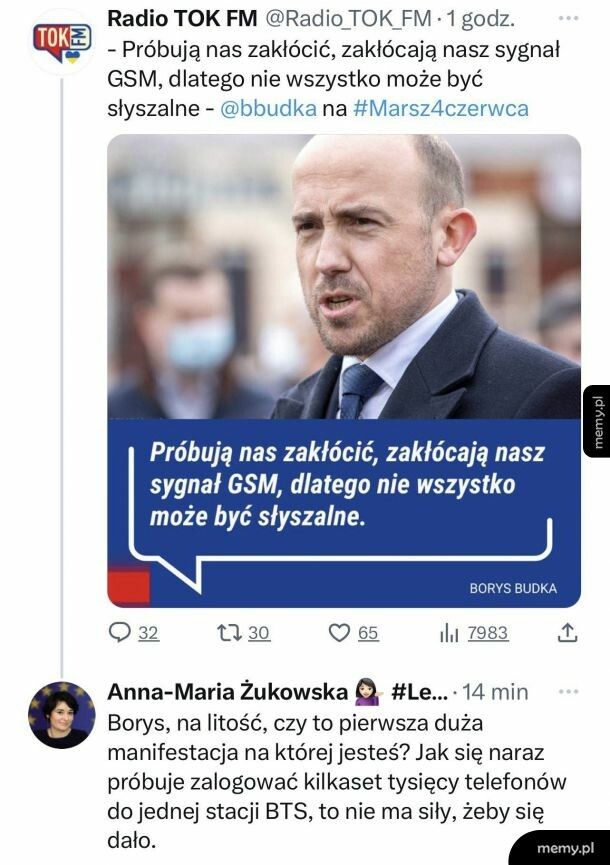 Radio TOK FM @Radio_TOK_FM · 1 godz.
TOK FM
- Próbują nas zakłócić, zakłócają nasz sygnał
GSM, dlatego nie wszystko może być
słyszalne - @bbudka na #Marsz4czerwca
Próbują nas zakłócić, zakłócają nasz
sygnał GSM, dlatego nie wszystko
może być słyszalne.
BORYS BUDKA
memy.pl
32 30 65 7983
Anna-Maria Żukowska 💁🏻‍♀️ #Le... · 14 min
Borys, na litość, czy to pierwsza duża
manifestacja na której jesteś? Jak się naraz
próbuje zalogować kilkaset tysięcy telefonów
do jednej stacji BTS, to nie ma siły, żeby się
dało.
memy.pl